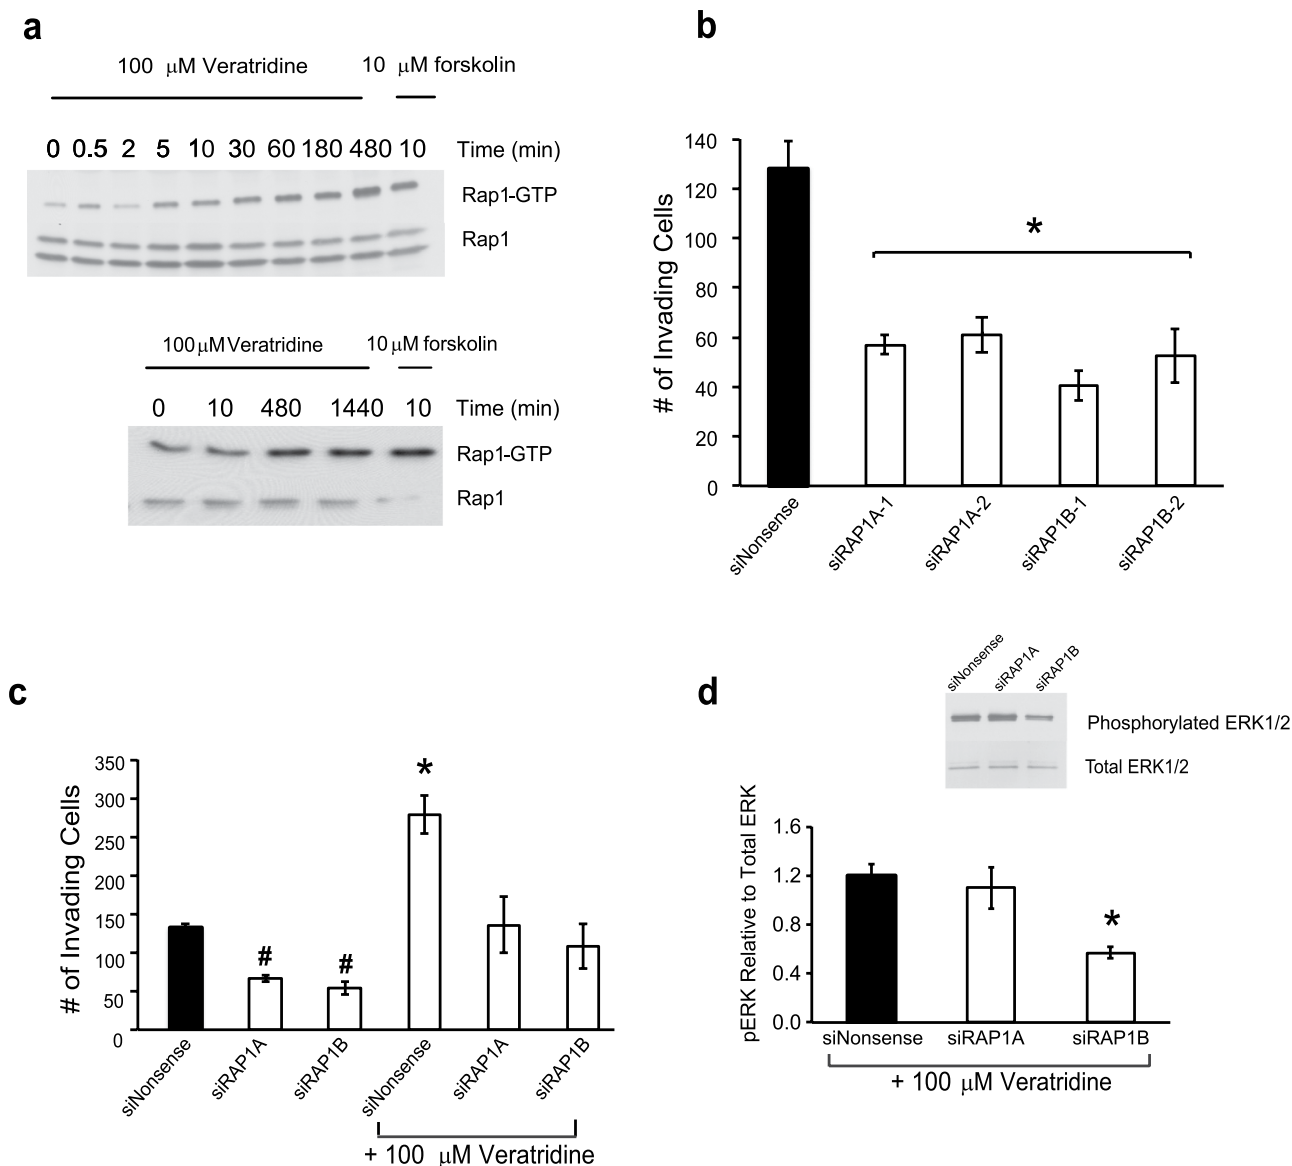 a
100 μM Veratridine 10 μM forskolin
0 0.5 2 5 10 30 60 180 480 10 Time (min)
Rap1-GTP
Rap1
100 μM Veratridine 10 μM forskolin
0 10 480 1440 10 Time (min)
Rap1-GTP
Rap1
b
# of Invading Cells
140
120
100
80
60
40
20
0
*
siNonsense siRAP1A-1 siRAP1A-2 siRAP1B-1 siRAP1B-2
c
# of Invading Cells
350
300
250
200
150
100
50
0
# # *
siNonsense siRAP1A siRAP1B siNonsense siRAP1A siRAP1B
+ 100 μM Veratridine
d
siNonsense siRAP1A siRAP1B
Phosphorylated ERK1/2
Total ERK1/2
pERK Relative to Total ERK
1.6
1.2
0.8
0.4
0.0
*
siNonsense siRAP1A siRAP1B
+ 100 μM Veratridine